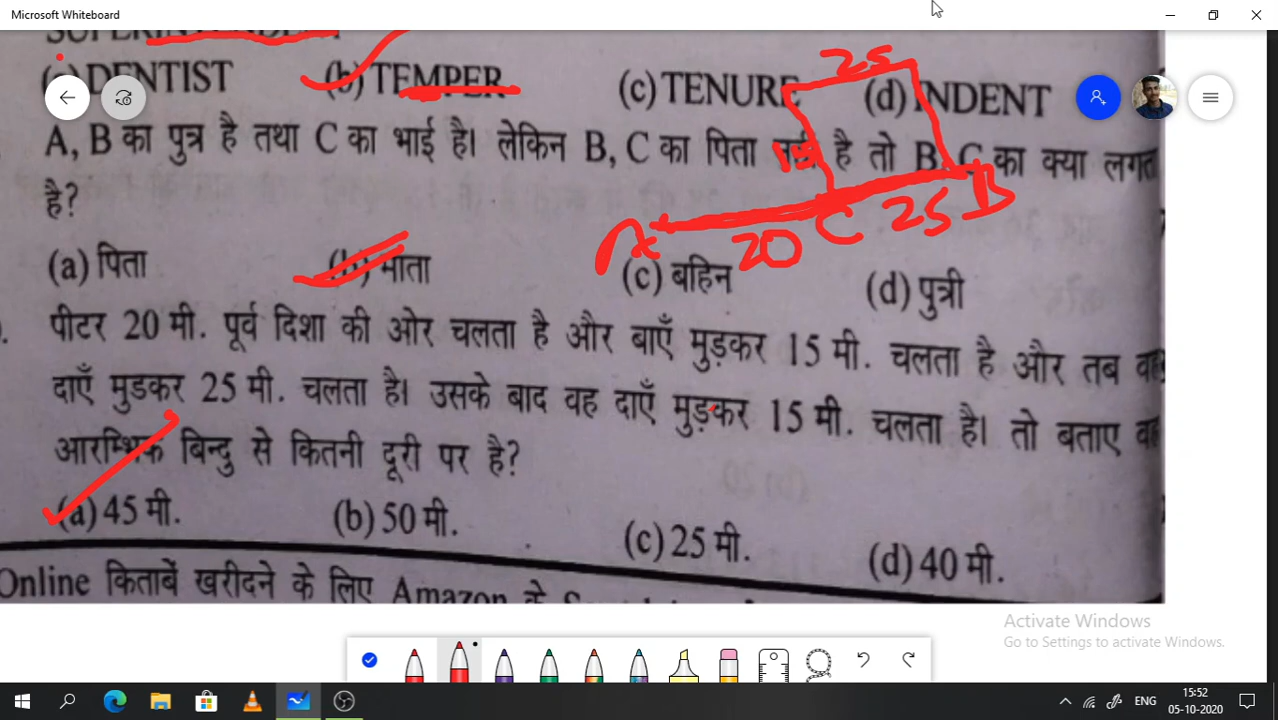 Microsoft Whiteboard
SUPERINTENDENT
(a) DENTIST (b) TEMPER (c) TENURE (d) INDENT
25
A, B का पुत्र है तथा C का भाई है। लेकिन B, C का पिता नहीं है तो B, C का क्या लगता
है?
15
A C 25 B
20
(a) पिता (b) माता (c) बहिन (d) पुत्री
पीटर 20 मी. पूर्व दिशा की ओर चलता है और बाएँ मुड़कर 15 मी. चलता है और तब वह
दाएँ मुडकर 25 मी. चलता है। उसके बाद वह दाएँ मुड़कर 15 मी. चलता है। तो बताए वह
आरम्भिक बिन्दु से कितनी दूरी पर है?
(a) 45 मी. (b) 50 मी. (c) 25 मी. (d) 40 मी.
Online किताबें खरीदने के लिए Amazon के
Activate Windows
Go to Settings to activate Windows.
ENG
15:52
05-10-2020